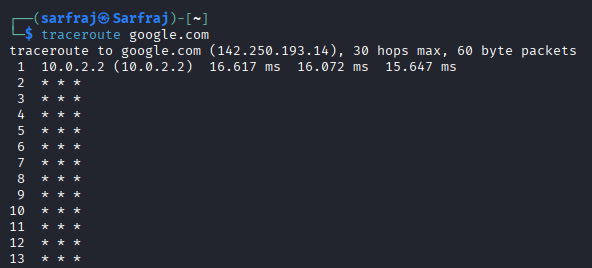 ┌──(sarfraj㉿Sarfraj)-[~]
└─$ traceroute google.com
traceroute to google.com (142.250.193.14), 30 hops max, 60 byte packets
 1  10.0.2.2 (10.0.2.2)  16.617 ms  16.072 ms  15.647 ms
 2  * * *
 3  * * *
 4  * * *
 5  * * *
 6  * * *
 7  * * *
 8  * * *
 9  * * *
10  * * *
11  * * *
12  * * *
13  * * *